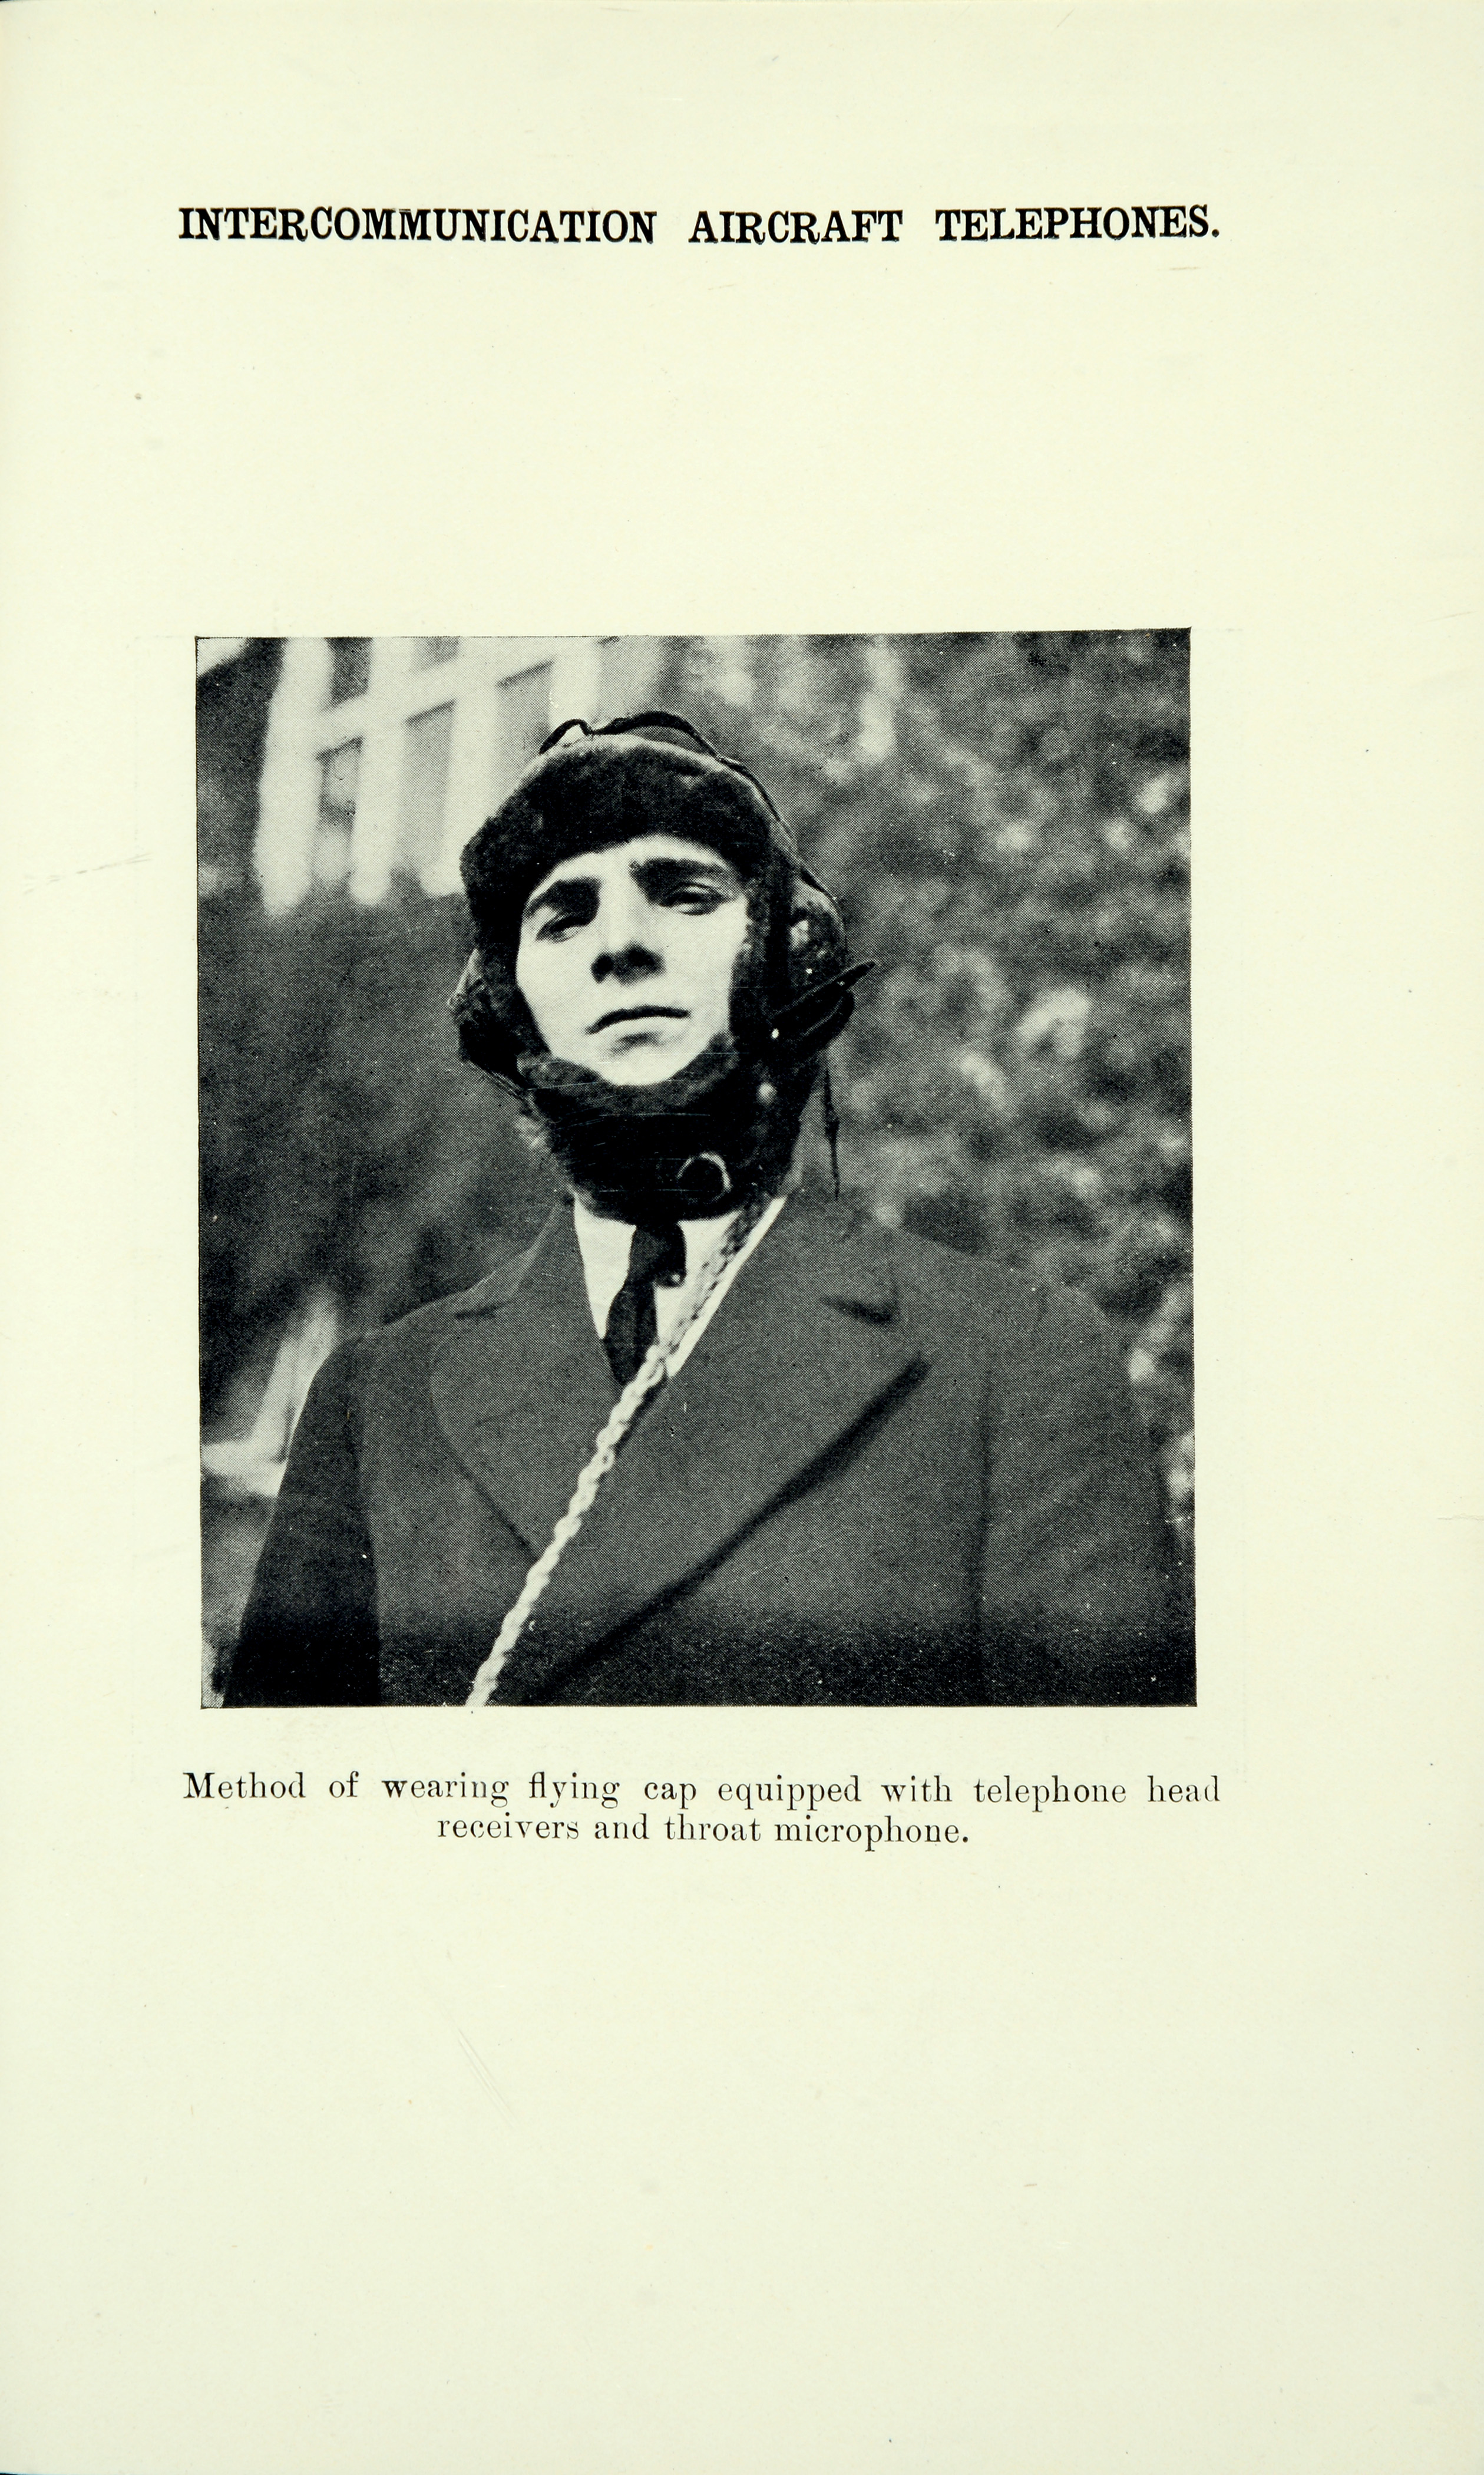 INTERCOMMUNICATION AIRCRAFT TELEPHONES.
Method of wearing flying cap equipped with telephone head
receivers and throat microphone.